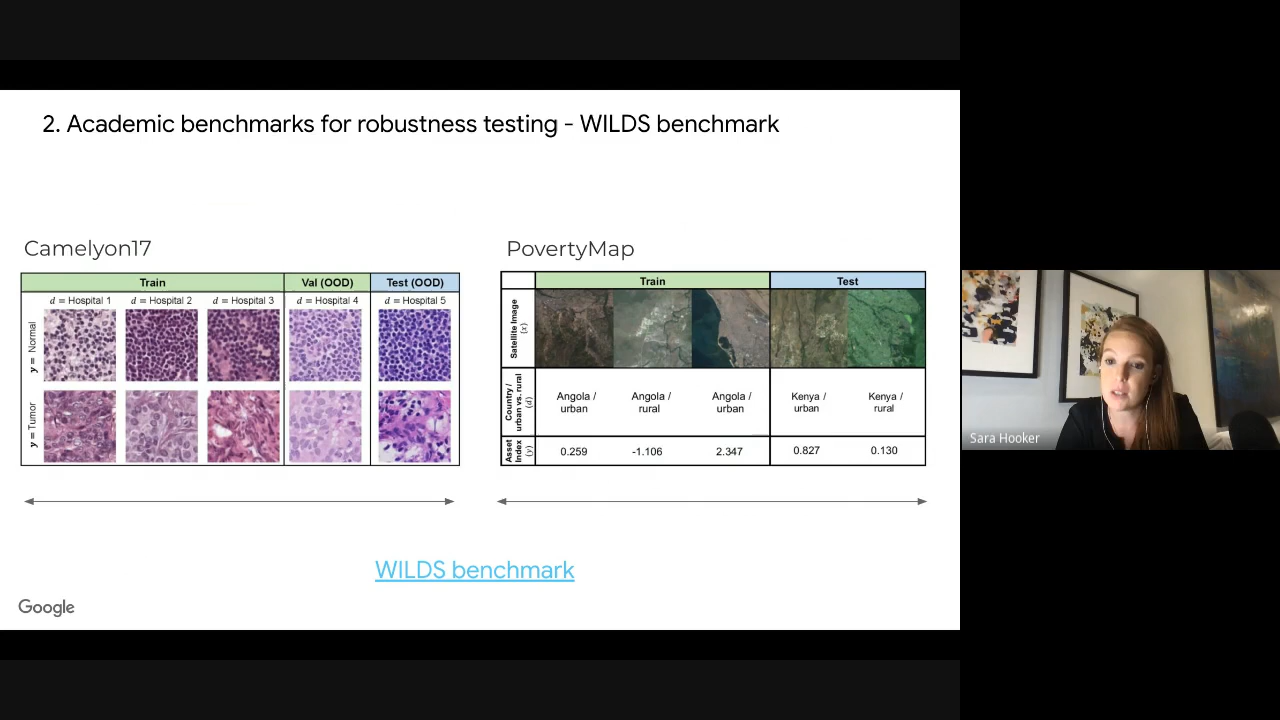 2. Academic benchmarks for robustness testing - WILDS benchmark
Camelyon17
Train
Val (OOD)
Test (OOD)
d = Hospital 1
d = Hospital 2
d = Hospital 3
d = Hospital 4
d = Hospital 5
y = Normal
y = Tumor
PovertyMap
Train
Test
Satellite Image
(x)
Country /
urban vs. rural
(d)
Angola /
urban
Angola /
rural
Angola /
urban
Kenya /
urban
Kenya /
rural
Asset
Index
(y)
0.259
-1.106
2.347
0.827
0.130
WILDS benchmark
Google
Sara Hooker